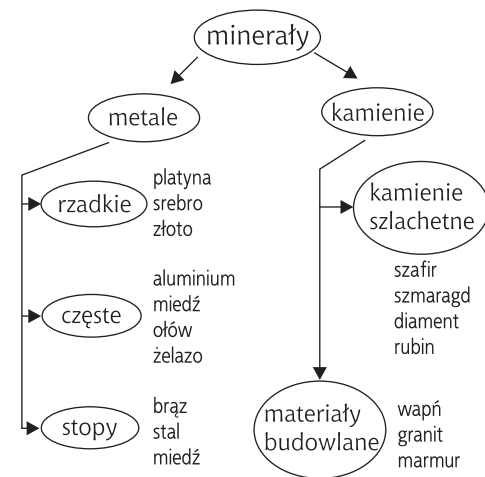 minerały
metale
kamienie
rzadkie
platyna
srebro
złoto
częste
aluminium
miedź
ołów
żelazo
stopy
brąz
stal
miedź
kamienie
szlachetne
szafir
szmaragd
diament
rubin
materiały
budowlane
wapń
granit
marmur